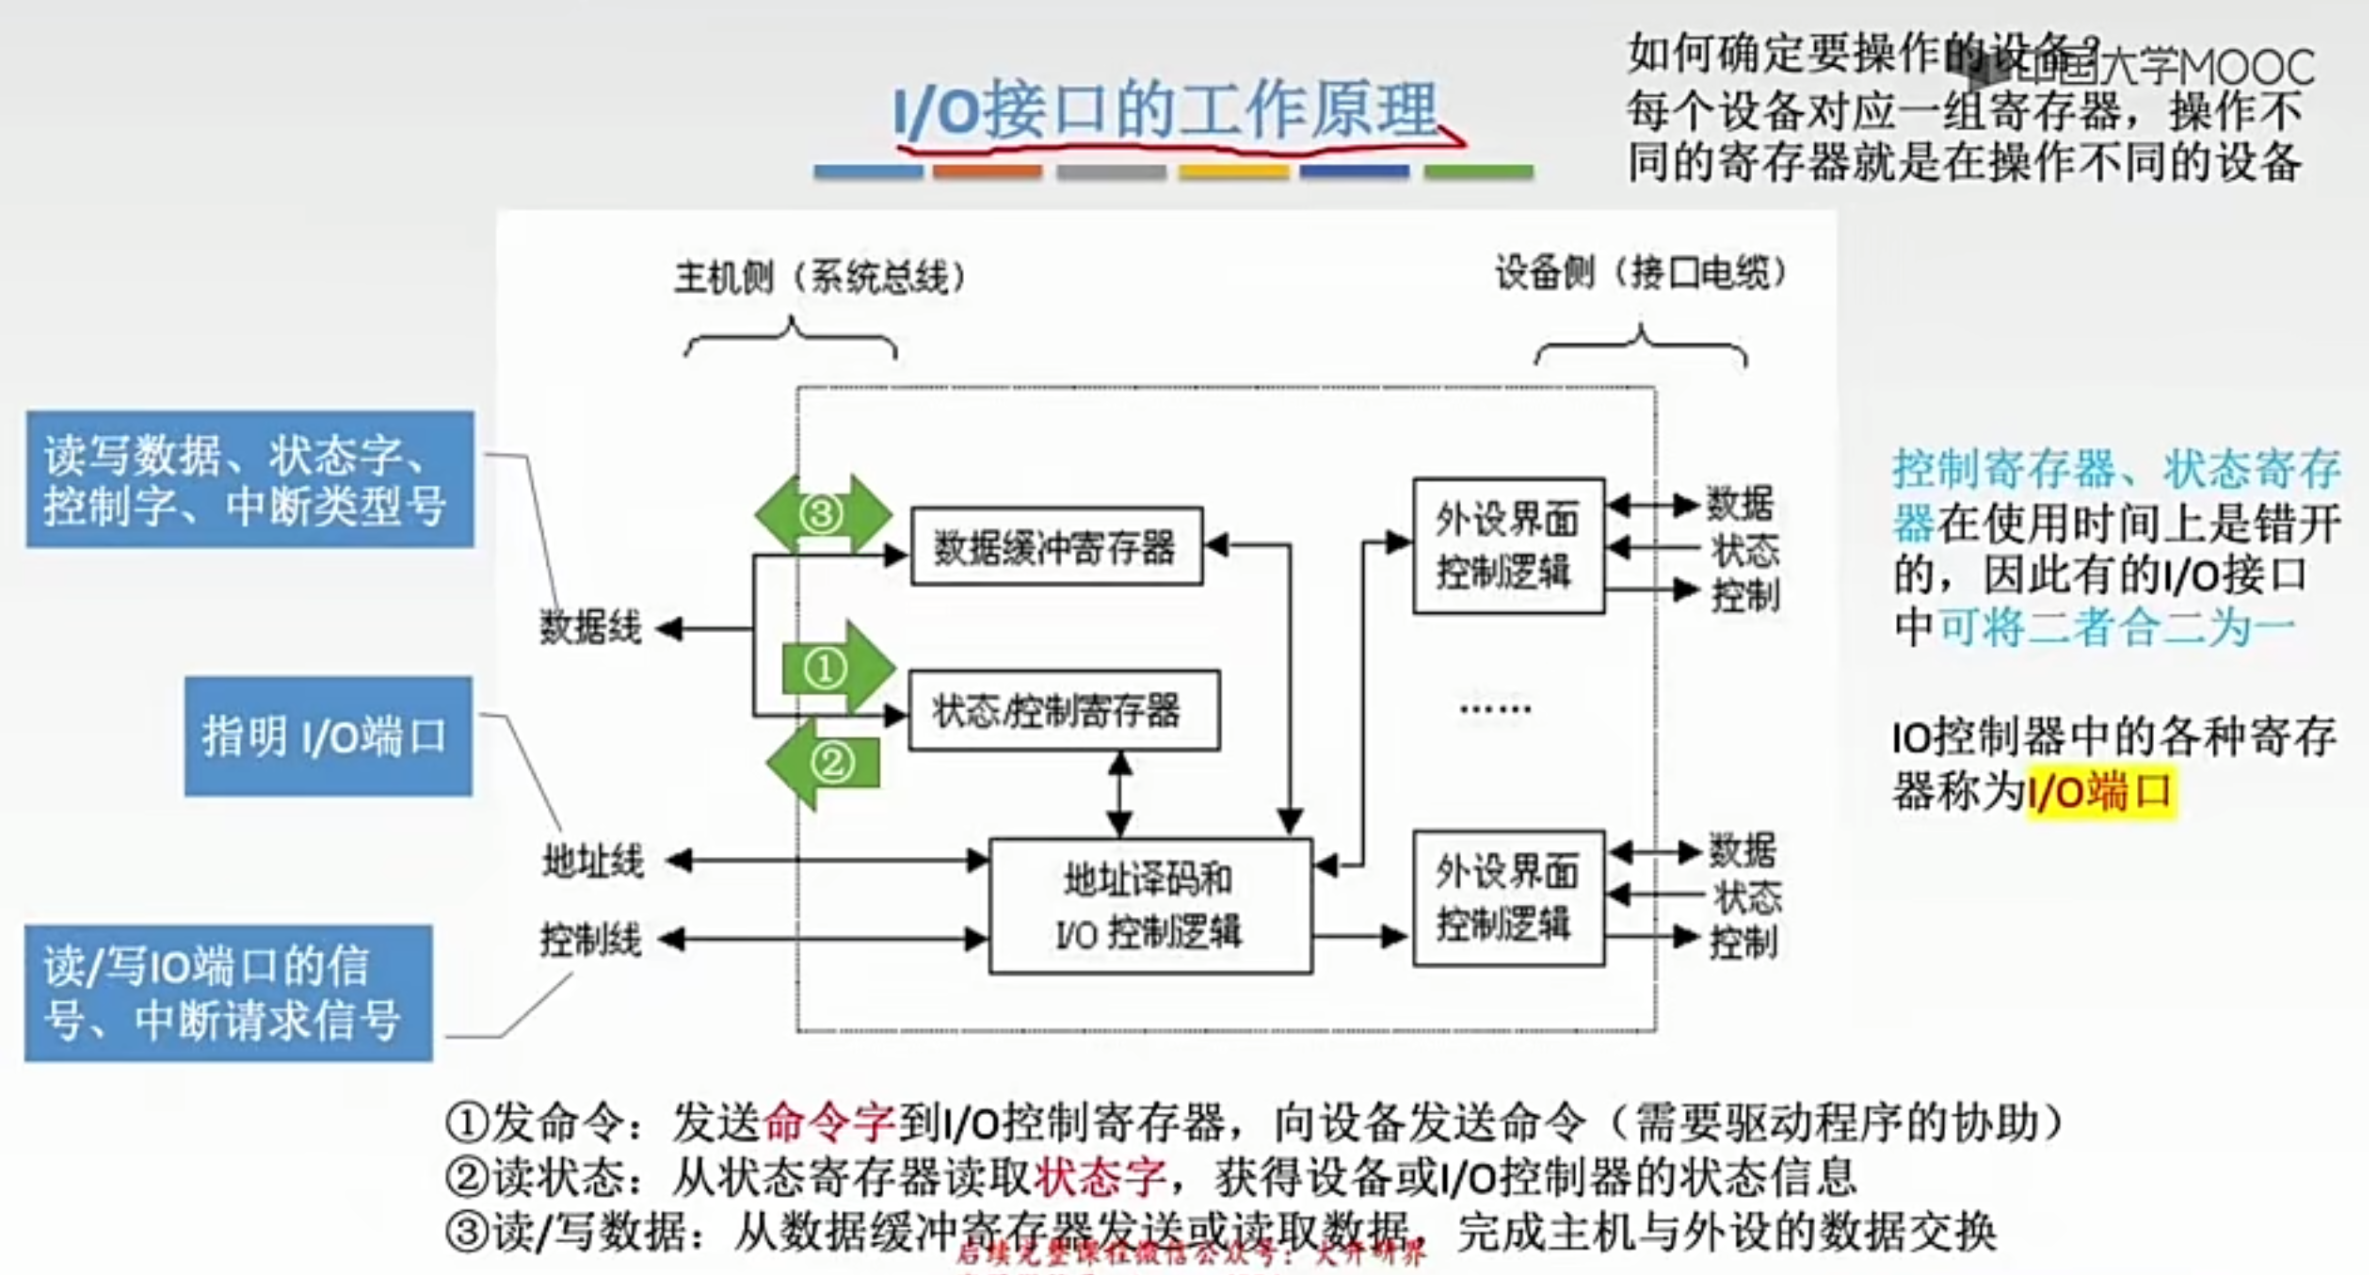 如何确定要操作的设备?
中国大学MOOC
每个设备对应一组寄存器，操作不
同的寄存器就是在操作不同的设备
I/O接口的工作原理
主机侧（系统总线）
设备侧（接口电缆）
读写数据、状态字、
控制字、中断类型号
指明 I/O端口
读/写IO端口的信
号、中断请求信号
数据线
地址线
控制线
③
数据缓冲寄存器
①
状态/控制寄存器
②
地址译码和
I/O 控制逻辑
外设界面
控制逻辑
数据
状态
控制
……
外设界面
控制逻辑
数据
状态
控制
控制寄存器、状态寄存
器在使用时间上是错开
的，因此有的I/O接口
中可将二者合二为一
IO控制器中的各种寄存
器称为I/O端口
①发命令：发送命令字到I/O控制寄存器，向设备发送命令（需要驱动程序的协助）
②读状态：从状态寄存器读取状态字，获得设备或I/O控制器的状态信息
③读/写数据：从数据缓冲寄存器发送或读取数据，完成主机与外设的数据交换
后续完整课程微信公众号：大开研界